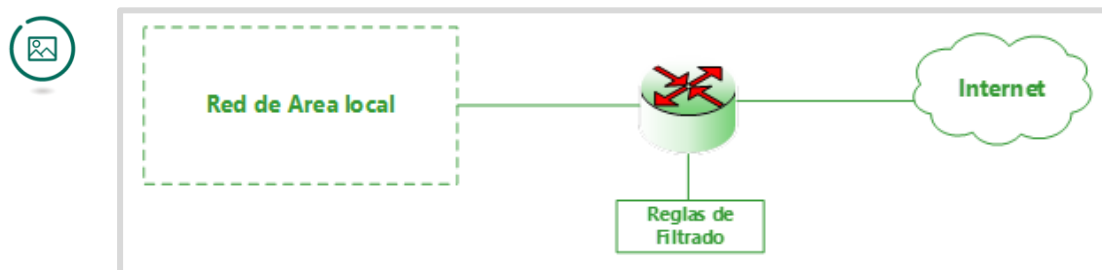 Red de Area local
Internet
Reglas de
Filtrado